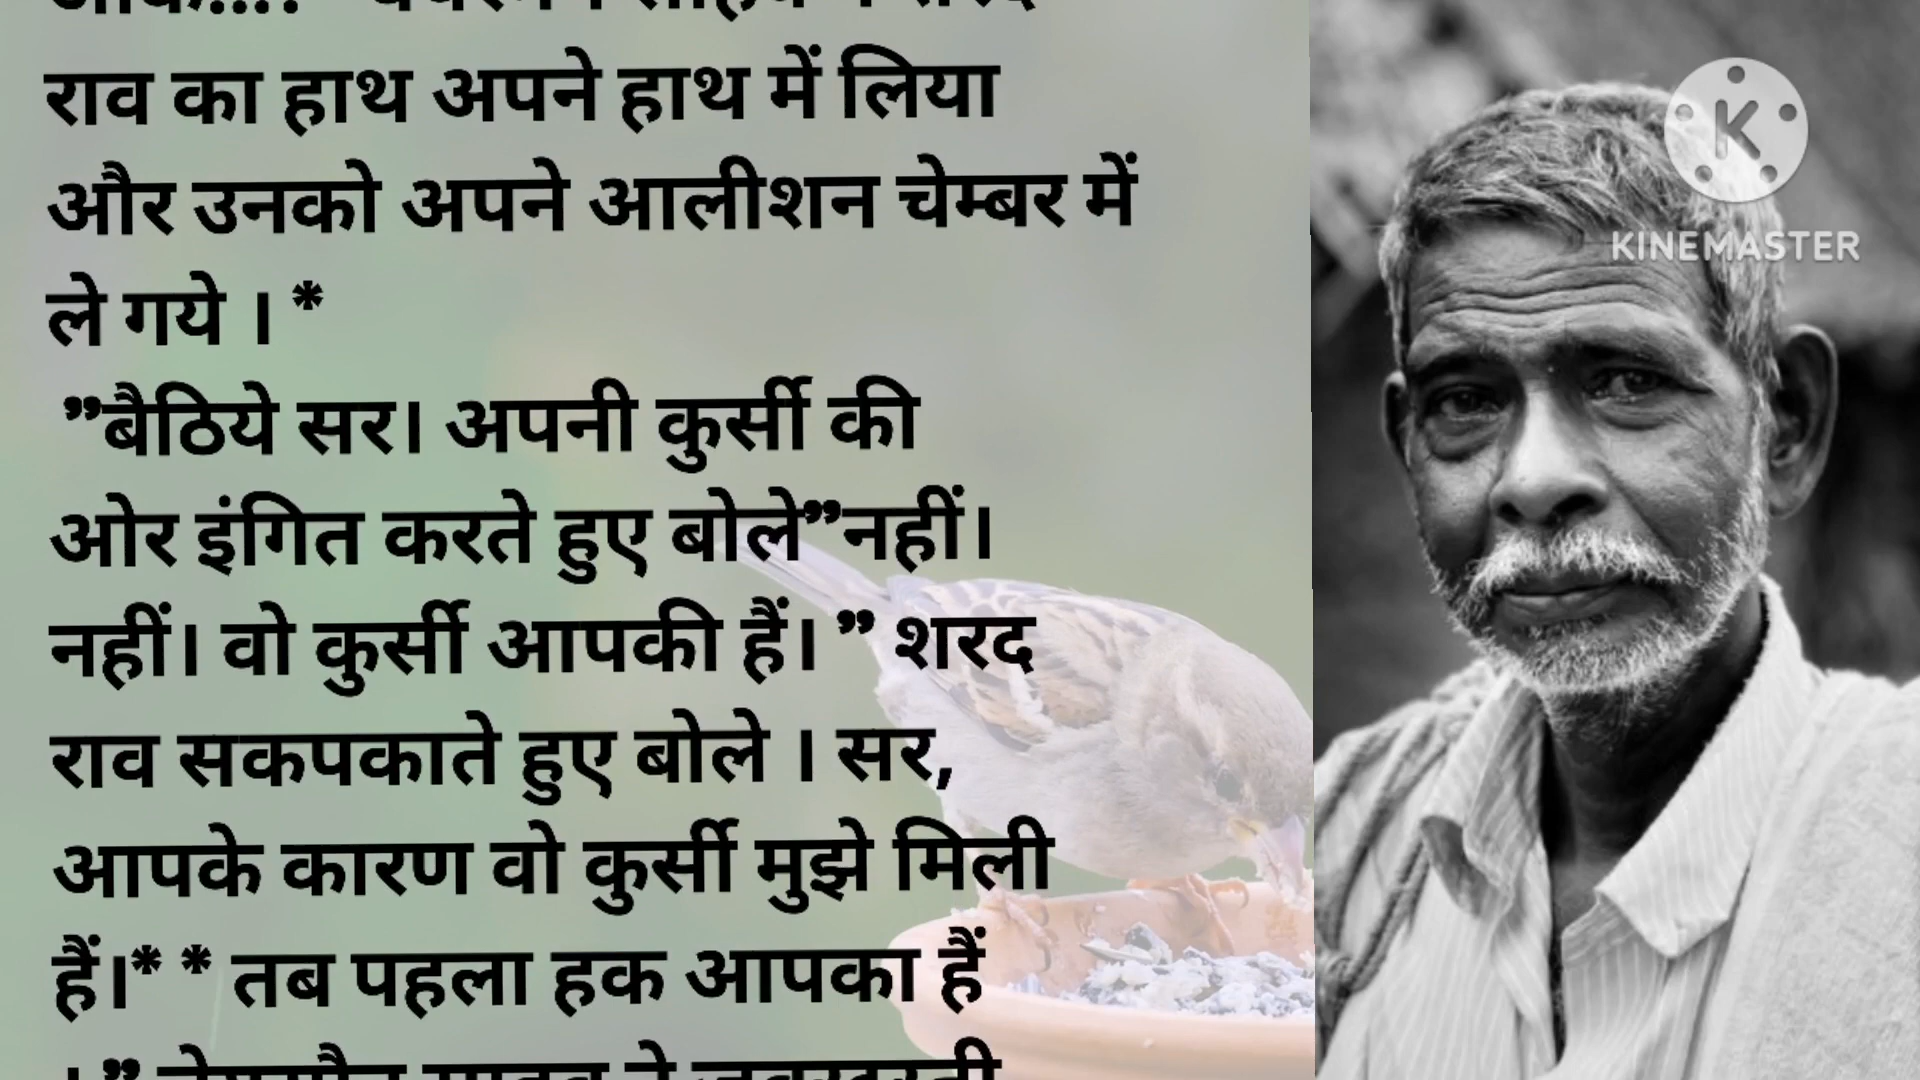 राव का हाथ अपने हाथ में लिया
और उनको अपने आलीशन चेम्बर में
ले गये । *
”बैठिये सर। अपनी कुर्सी की
ओर इंगित करते हुए बोले”नहीं।
नहीं। वो कुर्सी आपकी हैं। ” शरद
राव सकपकाते हुए बोले । सर,
आपके कारण वो कुर्सी मुझे मिली
हैं।* * तब पहला हक आपका हैं
K
KINEMASTER